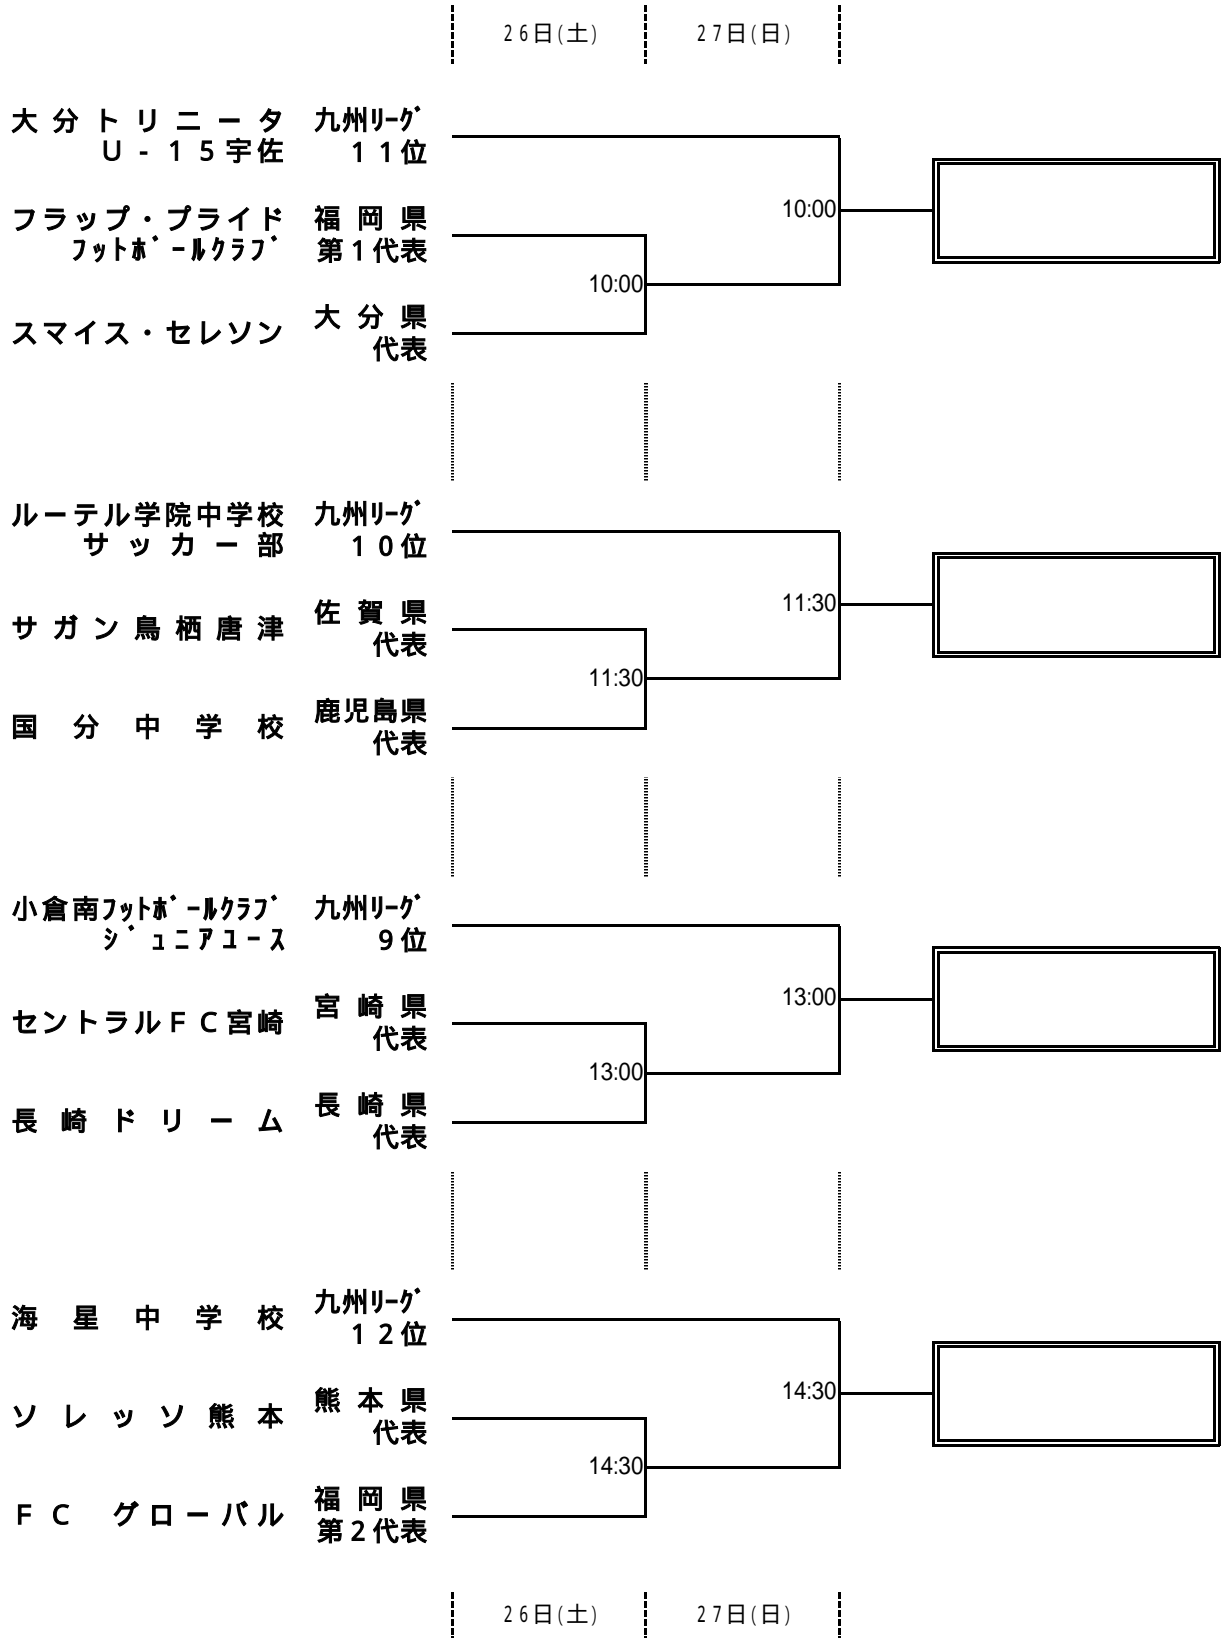 26日(土) 27日(日)
大分トリニータ 九州ﾘｰｸﾞ
U-15宇佐 11位
10:00
フラップ・プライド 福岡県
ﾌｯﾄﾎﾞｰﾙｸﾗﾌﾞ 第1代表
10:00
スマイス・セレソン 大分県
代表
ルーテル学院中学校 九州ﾘｰｸﾞ
サッカー部 10位
11:30
サガン鳥栖唐津 佐賀県
代表
11:30
国分中学校 鹿児島県
代表
小倉南ﾌｯﾄﾎﾞｰﾙｸﾗﾌﾞ 九州ﾘｰｸﾞ
ｼﾞｭﾆｱﾕｰｽ 9位
13:00
セントラルFC宮崎 宮崎県
代表
13:00
長崎ドリーム 長崎県
代表
海星中学校 九州ﾘｰｸﾞ
12位
14:30
ソレッソ熊本 熊本県
代表
14:30
FC グローバル 福岡県
第2代表
26日(土) 27日(日)